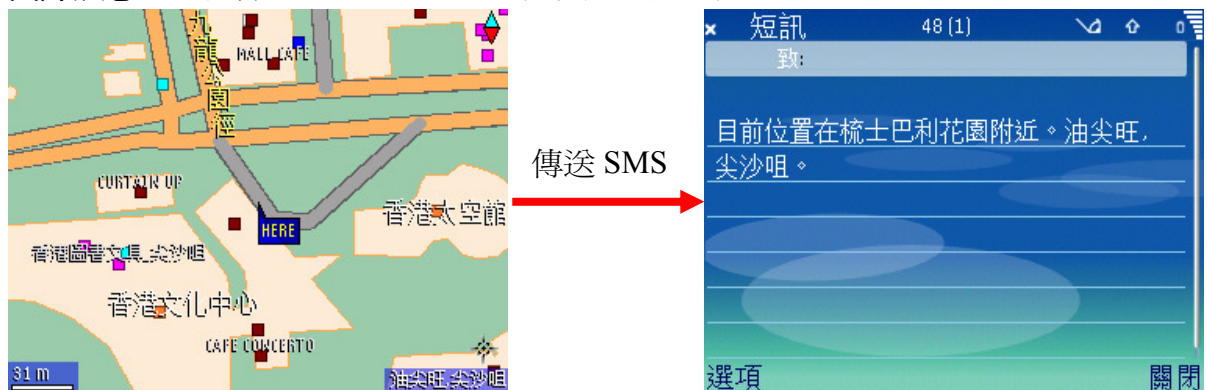 九龍公園徑
MALL CAFE
CURTAIN UP
HERE
香港太空館
香港圖書文具,尖沙咀
香港文化中心
CAFE CONCERTO
31 m
油尖旺,尖沙咀
傳送 SMS
短訊 48 (1)
致:
目前位置在梳士巴利花園附近。油尖旺,
尖沙咀。
選項 關閉